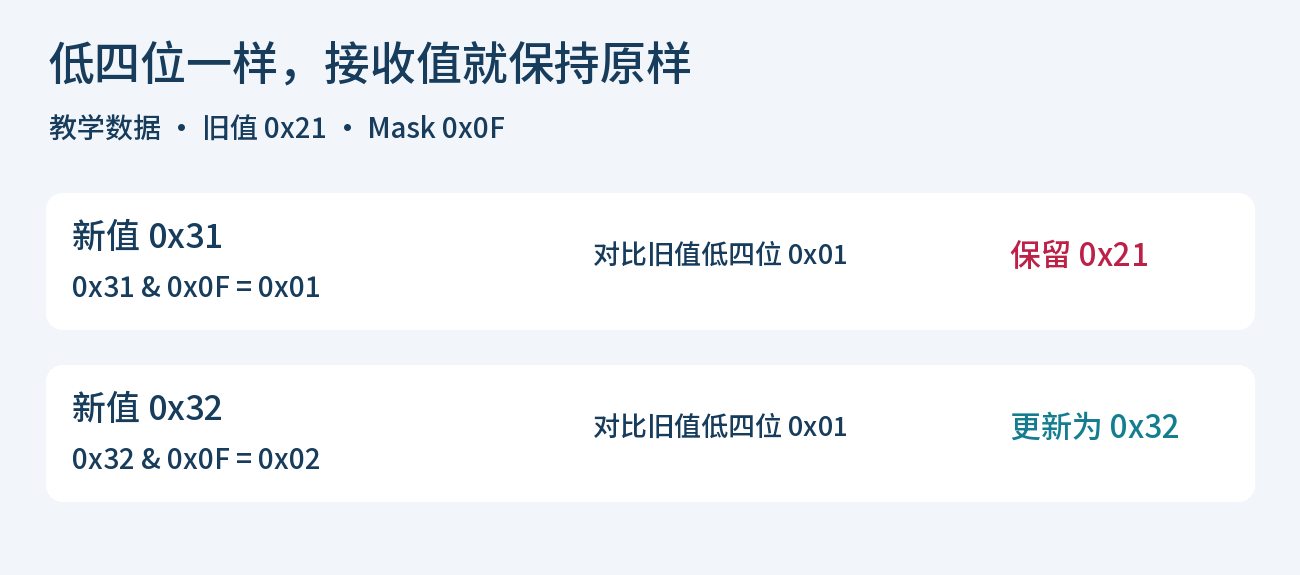 低四位一样，接收值就保持原样
教学数据 · 旧值 0x21 · Mask 0x0F
新值 0x31
0x31 & 0x0F = 0x01
对比旧值低四位 0x01
保留 0x21
新值 0x32
0x32 & 0x0F = 0x02
对比旧值低四位 0x01
更新为 0x32